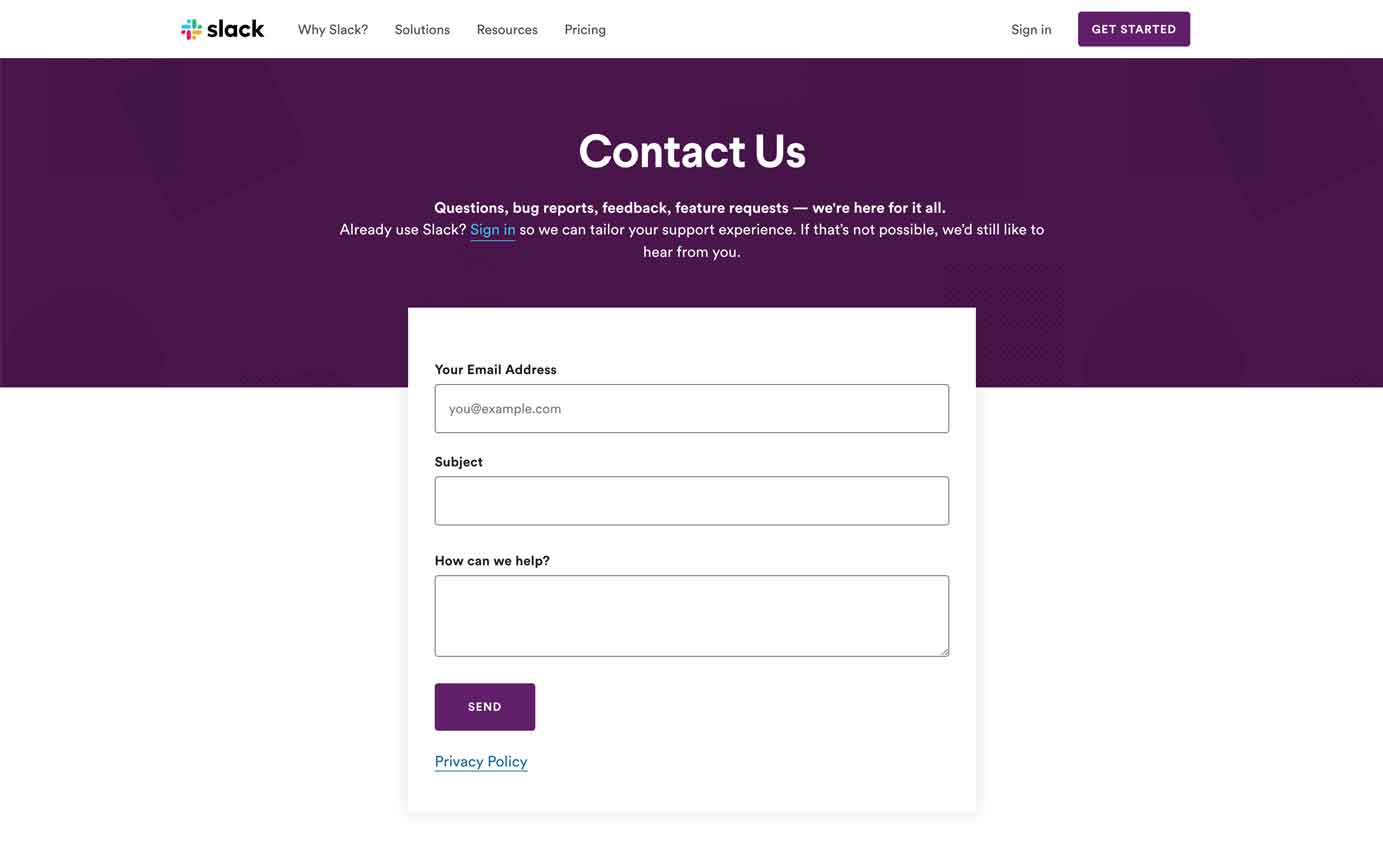 slack
Why Slack?
Solutions
Resources
Pricing
Sign in
GET STARTED
Contact Us
Questions, bug reports, feedback, feature requests — we're here for it all.
Already use Slack? Sign in so we can tailor your support experience. If that’s not possible, we’d still like to
hear from you.
Your Email Address
you@example.com
Subject
How can we help?
SEND
Privacy Policy